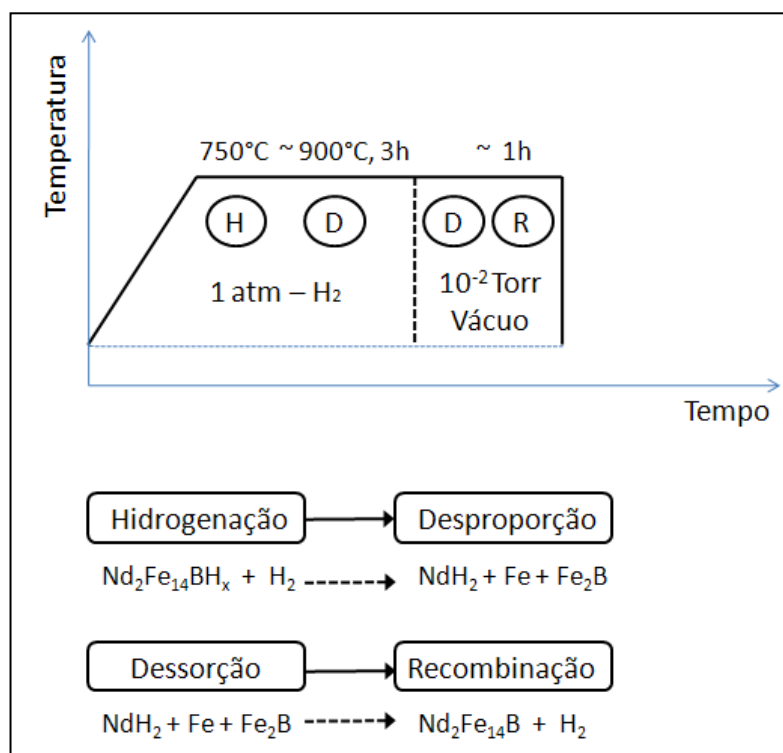 Temperatura
750°C ~ 900°C, 3h ~ 1h
H D D R
1 atm – H₂
10⁻² Torr
Vácuo
Tempo
Hidrogenação Desproporção
Nd₂Fe₁₄BHₓ + H₂ NdH₂ + Fe + Fe₂B
Dessorção Recombinação
NdH₂ + Fe + Fe₂B Nd₂Fe₁₄B + H₂